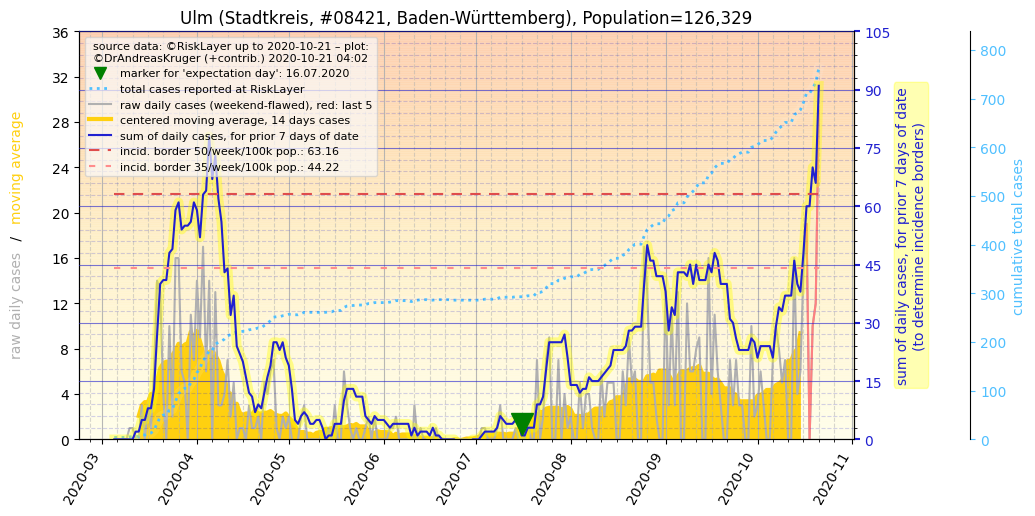 Ulm (Stadtkreis, #08421, Baden-Württemberg), Population=126,329
source data: ©RiskLayer up to 2020-10-21 – plot:
©DrAndreasKruger (+contrib.) 2020-10-21 04:02
marker for 'expectation day': 16.07.2020
total cases reported at RiskLayer
raw daily cases (weekend-flawed), red: last 5
centered moving average, 14 days cases
sum of daily cases, for prior 7 days of date
incid. border 50/week/100k pop.: 63.16
incid. border 35/week/100k pop.: 44.22
raw daily cases / moving average
36
32
28
24
20
16
12
8
4
0
2020-03
2020-04
2020-05
2020-06
2020-07
2020-08
2020-09
2020-10
2020-11
105
90
75
60
45
30
15
0
sum of daily cases, for prior 7 days of date
(to determine incidence borders)
800
700
600
500
400
300
200
100
0
cumulative total cases